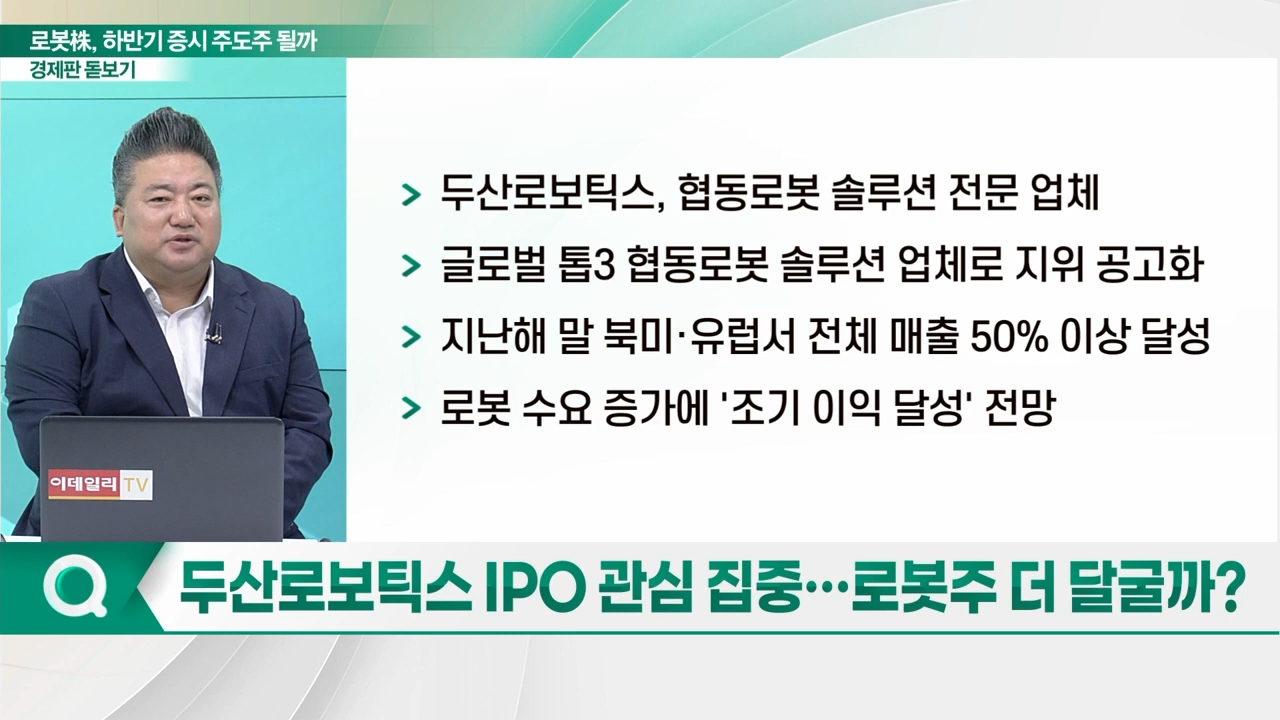 로봇株, 하반기 증시 주도주 될까
경제판 돋보기
> 두산로보틱스, 협동로봇 솔루션 전문 업체
> 글로벌 톱3 협동로봇 솔루션 업체로 지위 공고화
> 지난해 말 북미·유럽서 전체 매출 50% 이상 달성
> 로봇 수요 증가에 '조기 이익 달성' 전망
이데일리 TV
두산로보틱스 IPO 관심 집중…로봇주 더 달굴까?